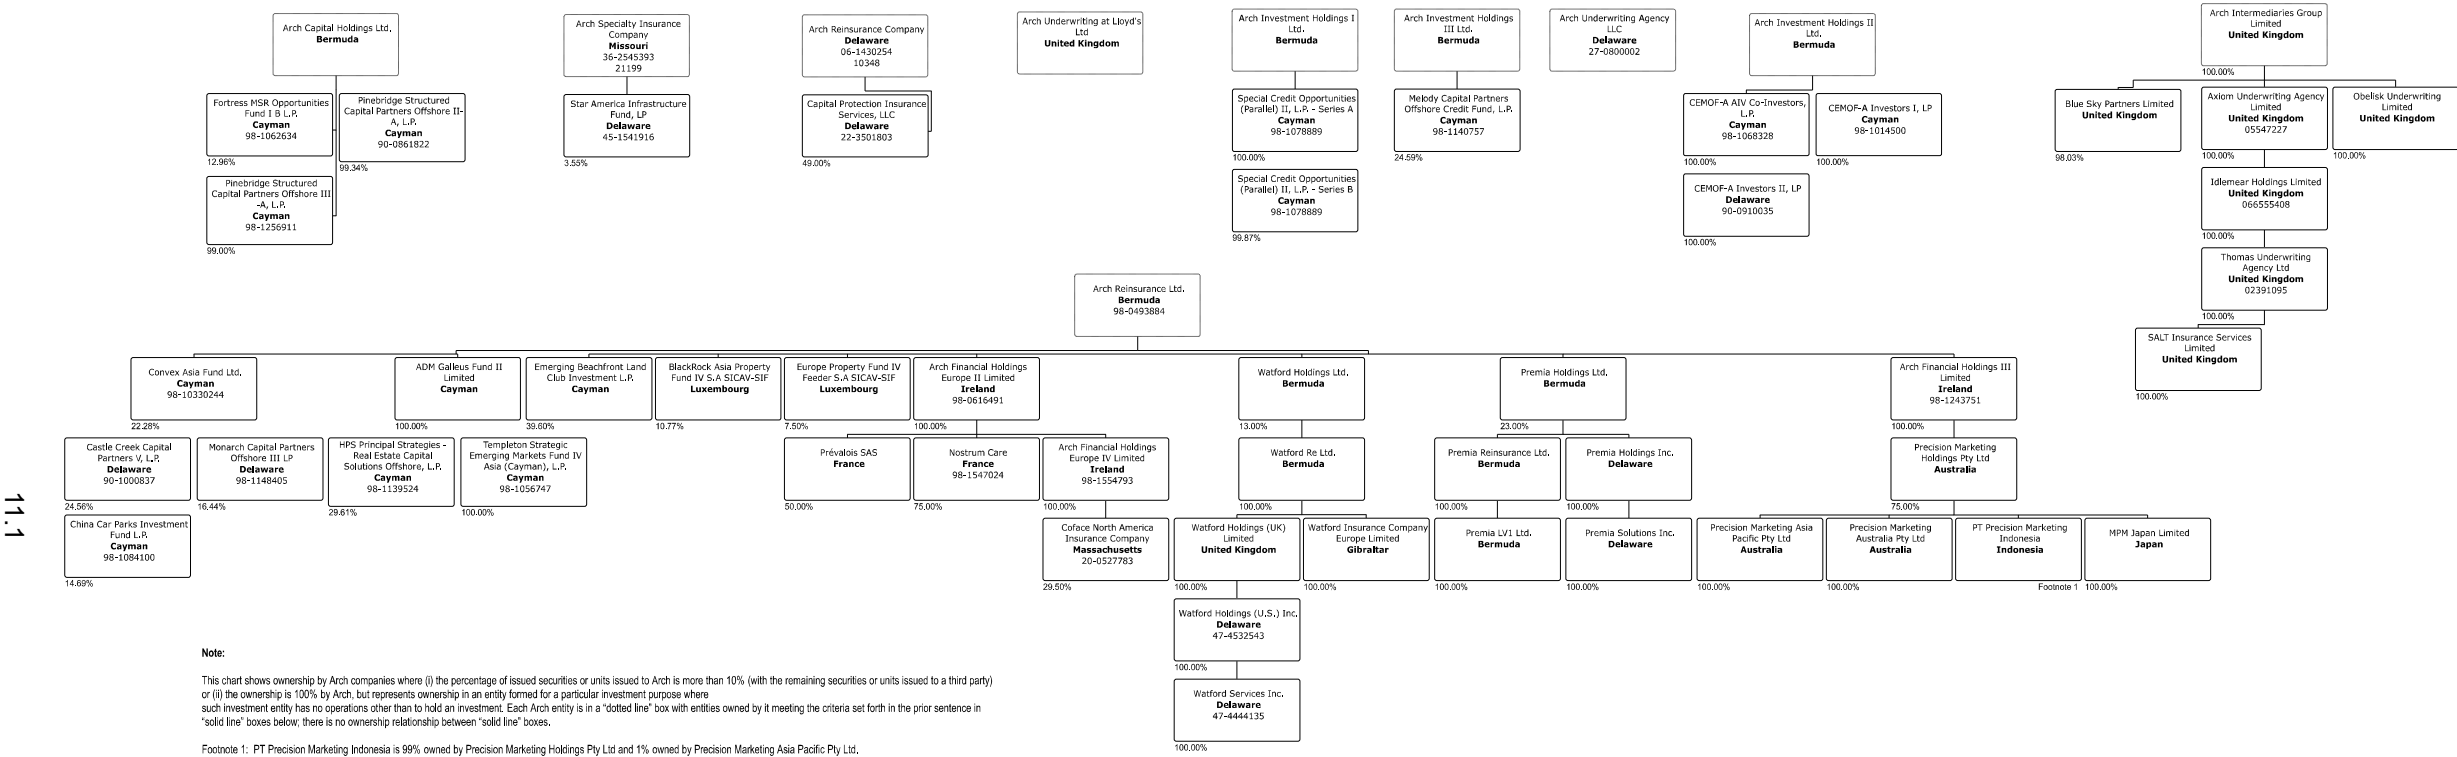 Arch Capital Holdings Ltd.
Bermuda
Fortress MSR Opportunities
Fund I B L.P.
Cayman
98-1062634
12.96%
Pinebridge Structured
Capital Partners Offshore II-
A, L.P.
Cayman
90-0861822
99.34%
Pinebridge Structured
Capital Partners Offshore III
-A, L.P.
Cayman
98-1256911
99.00%
Arch Specialty Insurance
Company
Missouri
36-2545393
21199
Star America Infrastructure
Fund, LP
Delaware
45-1541916
3.55%
Arch Reinsurance Company
Delaware
06-1430254
10348
Capital Protection Insurance
Services, LLC
Delaware
22-3501803
49.00%
Arch Underwriting at Lloyd's
Ltd
United Kingdom
Arch Investment Holdings I
Ltd.
Bermuda
Special Credit Opportunities
(Parallel) II, L.P. - Series A
Cayman
98-1078889
100.00%
Special Credit Opportunities
(Parallel) II, L.P. - Series B
Cayman
98-1078889
99.87%
Arch Investment Holdings
III Ltd.
Bermuda
Melody Capital Partners
Offshore Credit Fund, L.P.
Cayman
98-1140757
24.59%
Arch Underwriting Agency
LLC
Delaware
27-0800002
Arch Investment Holdings II
Ltd.
Bermuda
CEMOF-A AIV Co-Investors,
L.P.
Cayman
98-1068328
100.00%
CEMOF-A Investors I, LP
Cayman
98-1014500
100.00%
CEMOF-A Investors II, LP
Delaware
90-0910035
100.00%
Arch Intermediaries Group
Limited
United Kingdom
100.00%
Blue Sky Partners Limited
United Kingdom
98.03%
Axiom Underwriting Agency
Limited
United Kingdom
05547227
100.00%
Obelisk Underwriting
Limited
United Kingdom
100.00%
Idlemear Holdings Limited
United Kingdom
066555408
100.00%
Thomas Underwriting
Agency Ltd
United Kingdom
02391095
100.00%
SALT Insurance Services
Limited
United Kingdom
100.00%
Arch Reinsurance Ltd.
Bermuda
98-0493884
Convex Asia Fund Ltd.
Cayman
98-10330244
22.28%
ADM Galleus Fund II
Limited
Cayman
100.00%
Emerging Beachfront Land
Club Investment L.P.
Cayman
39.60%
BlackRock Asia Property
Fund IV S.A SICAV-SIF
Luxembourg
10.77%
Europe Property Fund IV
Feeder S.A SICAV-SIF
Luxembourg
7.50%
Arch Financial Holdings
Europe II Limited
Ireland
98-0616491
100.00%
Watford Holdings Ltd.
Bermuda
13.00%
Premia Holdings Ltd.
Bermuda
23.00%
Arch Financial Holdings III
Limited
Ireland
98-1243751
100.00%
Castle Creek Capital
Partners V, L.P.
Delaware
90-1000837
24.56%
Monarch Capital Partners
Offshore III LP
Delaware
98-1148405
16.44%
HPS Principal Strategies -
Real Estate Capital
Solutions Offshore, L.P.
Cayman
98-1139524
29.61%
Templeton Strategic
Emerging Markets Fund IV
Asia (Cayman), L.P.
Cayman
98-1056747
100.00%
Prévalois SAS
France
50.00%
Nostrum Care
France
98-1547024
75.00%
Arch Financial Holdings
Europe IV Limited
Ireland
98-1554793
100.00%
Watford Re Ltd.
Bermuda
100.00%
Premia Reinsurance Ltd.
Bermuda
100.00%
Premia Holdings Inc.
Delaware
100.00%
Precision Marketing
Holdings Pty Ltd
Australia
75.00%
China Car Parks Investment
Fund L.P.
Cayman
98-1084100
14.69%
Coface North America
Insurance Company
Massachusetts
20-0527783
29.50%
Watford Holdings (UK)
Limited
United Kingdom
100.00%
Watford Insurance Company
Europe Limited
Gibraltar
100.00%
Premia LV1 Ltd.
Bermuda
100.00%
Premia Solutions Inc.
Delaware
100.00%
Precision Marketing Asia
Pacific Pty Ltd
Australia
100.00%
Precision Marketing
Australia Pty Ltd
Australia
100.00%
PT Precision Marketing
Indonesia
Indonesia
Footnote 1
MPM Japan Limited
Japan
100.00%
Watford Holdings (U.S.) Inc.
Delaware
47-4532543
100.00%
Watford Services Inc.
Delaware
47-4444135
100.00%
11.1
Note:
This chart shows ownership by Arch companies where (i) the percentage of issued securities or units issued to Arch is more than 10% (with the remaining securities or units issued to a third party)
or (ii) the ownership is 100% by Arch, but represents ownership in an entity formed for a particular investment purpose where
such investment entity has no operations other than to hold an investment. Each Arch entity is in a “dotted line” box with entities owned by it meeting the criteria set forth in the prior sentence in
“solid line” boxes below; there is no ownership relationship between “solid line” boxes.
Footnote 1: PT Precision Marketing Indonesia is 99% owned by Precision Marketing Holdings Pty Ltd and 1% owned by Precision Marketing Asia Pacific Pty Ltd.